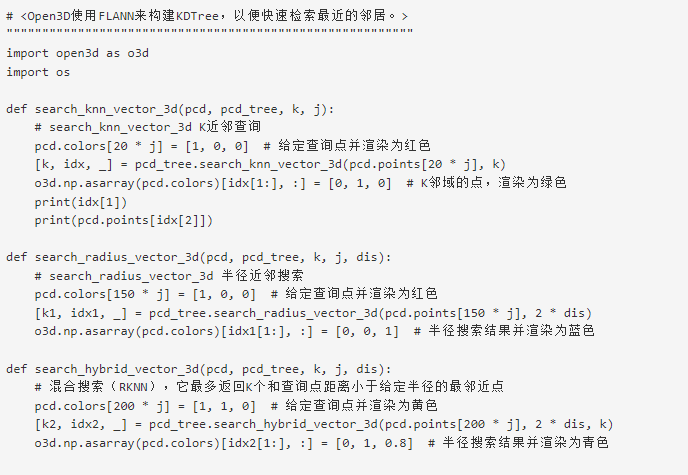 # <Open3D使用FLANN来构建KDTree，以便快速检索最近的邻居。>
""""""""""""""""""""""""""""""""""""""""""""""""""""""""""
import open3d as o3d
import os
def search_knn_vector_3d(pcd, pcd_tree, k, j):
    # search_knn_vector_3d K近邻查询
    pcd.colors[20 * j] = [1, 0, 0]  # 给定查询点并渲染为红色
    [k, idx, _] = pcd_tree.search_knn_vector_3d(pcd.points[20 * j], k)
    o3d.np.asarray(pcd.colors)[idx[1:], :] = [0, 1, 0]  # K邻域的点，渲染为绿色
    print(idx[1])
    print(pcd.points[idx[2]])
def search_radius_vector_3d(pcd, pcd_tree, k, j, dis):
    # search_radius_vector_3d 半径近邻搜索
    pcd.colors[150 * j] = [1, 0, 0]  # 给定查询点并渲染为红色
    [k1, idx1, _] = pcd_tree.search_radius_vector_3d(pcd.points[150 * j], 2 * dis)
    o3d.np.asarray(pcd.colors)[idx1[1:], :] = [0, 0, 1]  # 半径搜索结果并渲染为蓝色
def search_hybrid_vector_3d(pcd, pcd_tree, k, j, dis):
    # 混合搜索（RKNN），它最多返回K个和查询点距离小于给定半径的最邻近点
    pcd.colors[200 * j] = [1, 1, 0]  # 给定查询点并渲染为黄色
    [k2, idx2, _] = pcd_tree.search_hybrid_vector_3d(pcd.points[200 * j], 2 * dis, k)
    o3d.np.asarray(pcd.colors)[idx2[1:], :] = [0, 1, 0.8]  # 半径搜索结果并渲染为青色